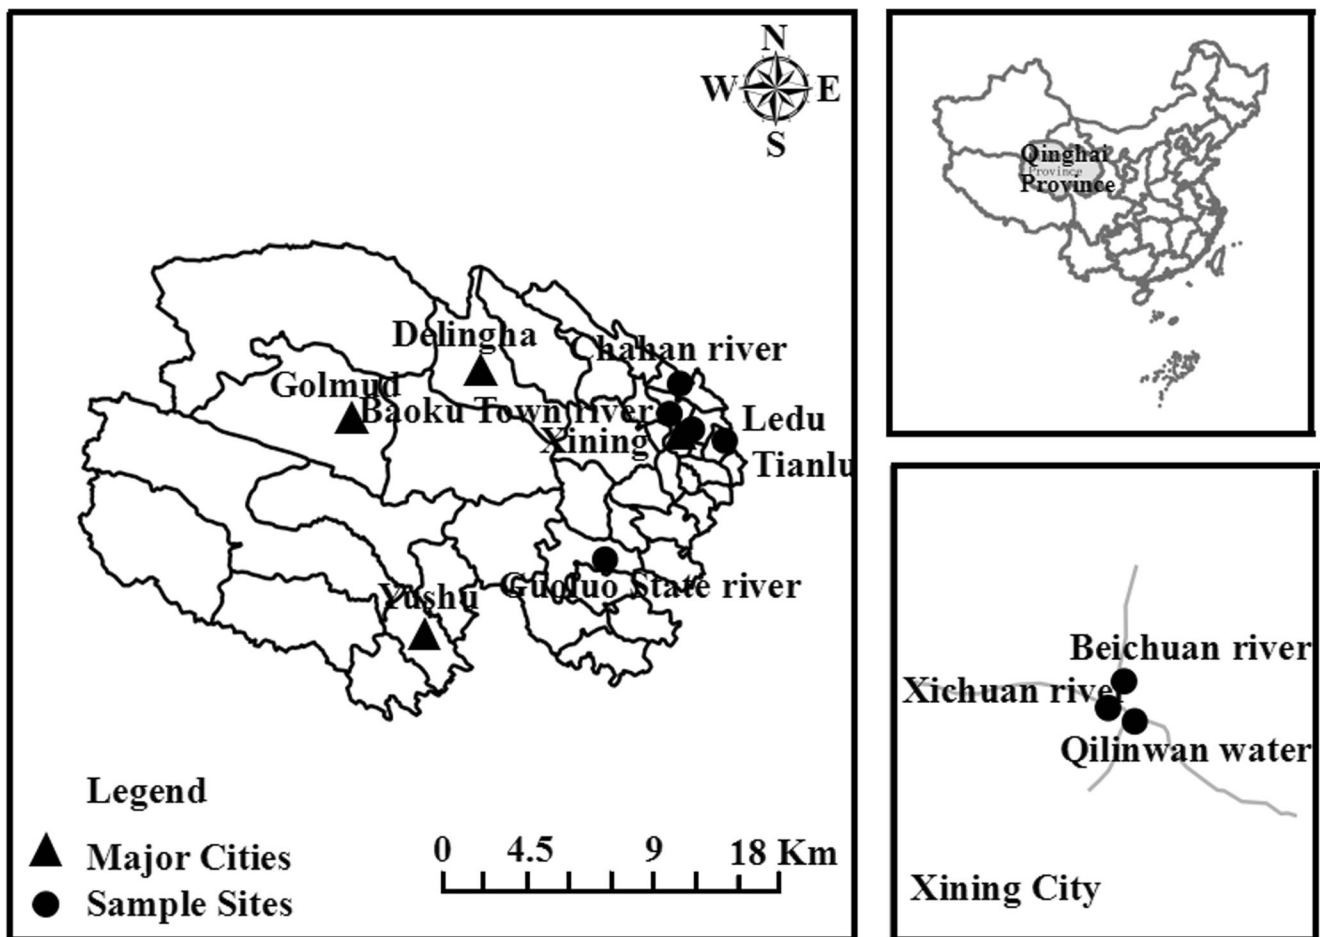 N
W E
S
Delingha
Chahan river
Golmud
Baoku Town river
Ledu
Xining
Tianlu
Guoluo State river
Yushu
Legend
Major Cities
Sample Sites
0 4.5 9 18 Km
Qinghai
Province
Province
Beichuan river
Xichuan river
Qilinwan water
Xining City